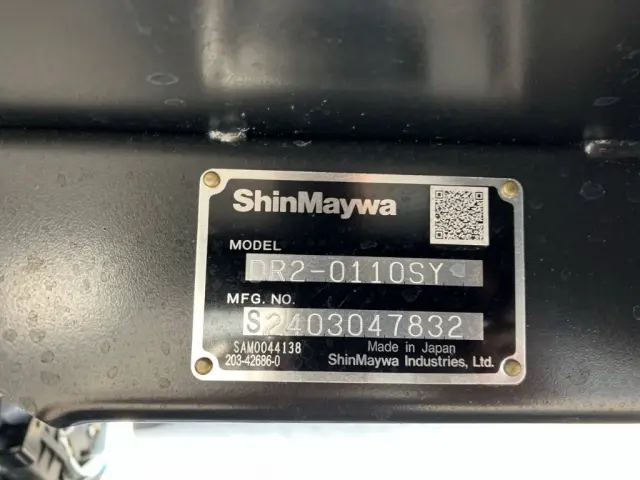 ShinMaywa
MODEL
DR2-0110SY
MFG. NO.
S2403047832
SAM0044138
203-42686-0
Made in Japan
ShinMaywa Industries, Ltd.